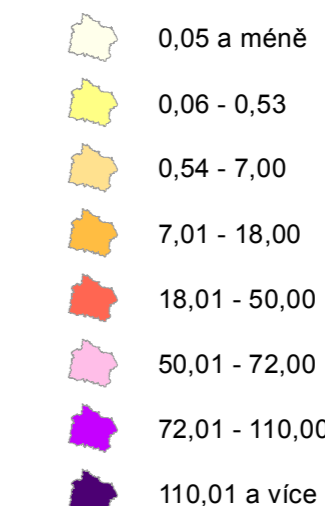 0,05 a méně
0,06 - 0,53
0,54 - 7,00
7,01 - 18,00
18,01 - 50,00
50,01 - 72,00
72,01 - 110,00
110,01 a více